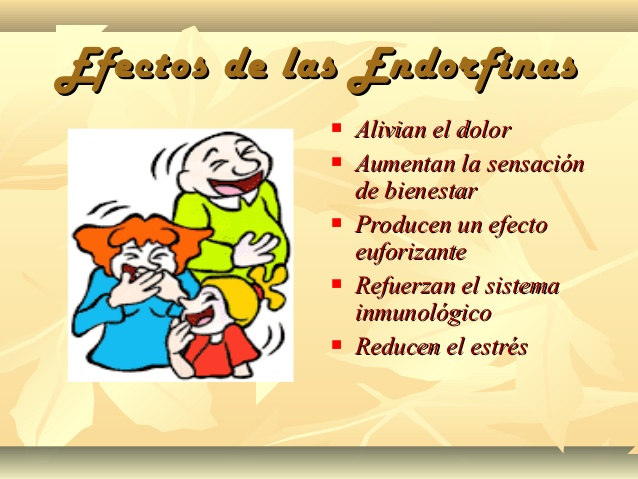 Efectos de las Endorfinas
Alivian el dolor
Aumentan la sensación
de bienestar
Producen un efecto
euforizante
Refuerzan el sistema
inmunológico
Reducen el estrés